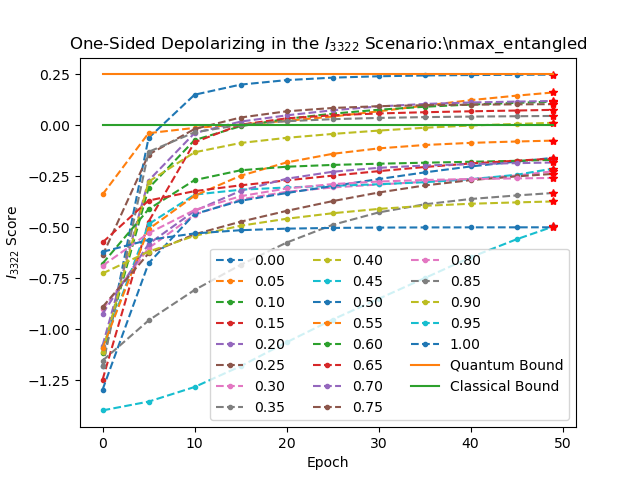 One-Sided Depolarizing in the I3322 Scenario:\nmax_entangled
I3322 Score
0.25
0.00
−0.25
−0.50
−0.75
−1.00
−1.25
0 10 20 30 40 50
Epoch
0.00 0.40 0.80
0.05 0.45 0.85
0.10 0.50 0.90
0.15 0.55 0.95
0.20 0.60 1.00
0.25 0.65 Quantum Bound
0.30 0.70 Classical Bound
0.35 0.75